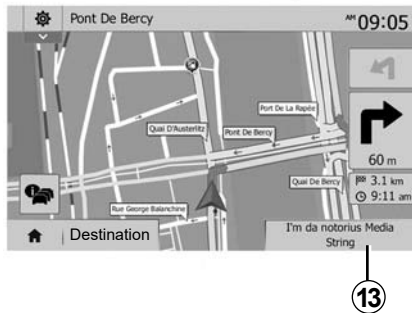 Pont De Bercy
AM 09:05
Port De La Rapée
Quai D'Austerlitz
Pont De Bercy
60 m
Quai De Bercy
3.1 km
9:11 am
Rue George Balanchine
Destination
I'm da notorius Media
String
13